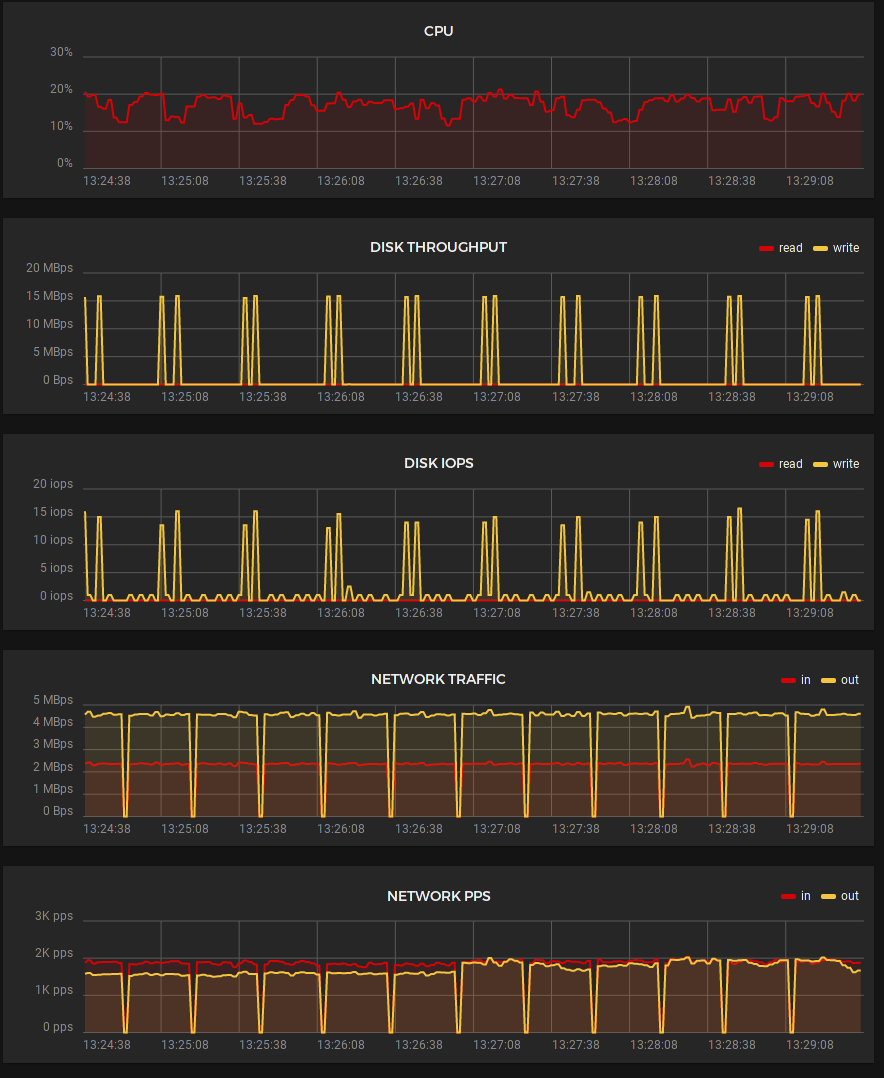 CPU
30%
20%
10%
0%
13:24:38 13:25:08 13:25:38 13:26:08 13:26:38 13:27:08 13:27:38 13:28:08 13:28:38 13:29:08
DISK THROUGHPUT
read write
20 MBps
15 MBps
10 MBps
5 MBps
0 Bps
13:24:38 13:25:08 13:25:38 13:26:08 13:26:38 13:27:08 13:27:38 13:28:08 13:28:38 13:29:08
DISK IOPS
read write
20 iops
15 iops
10 iops
5 iops
0 iops
13:24:38 13:25:08 13:25:38 13:26:08 13:26:38 13:27:08 13:27:38 13:28:08 13:28:38 13:29:08
NETWORK TRAFFIC
in out
5 MBps
4 MBps
3 MBps
2 MBps
1 MBps
0 Bps
13:24:38 13:25:08 13:25:38 13:26:08 13:26:38 13:27:08 13:27:38 13:28:08 13:28:38 13:29:08
NETWORK PPS
in out
3K pps
2K pps
1K pps
0 pps
13:24:38 13:25:08 13:25:38 13:26:08 13:26:38 13:27:08 13:27:38 13:28:08 13:28:38 13:29:08